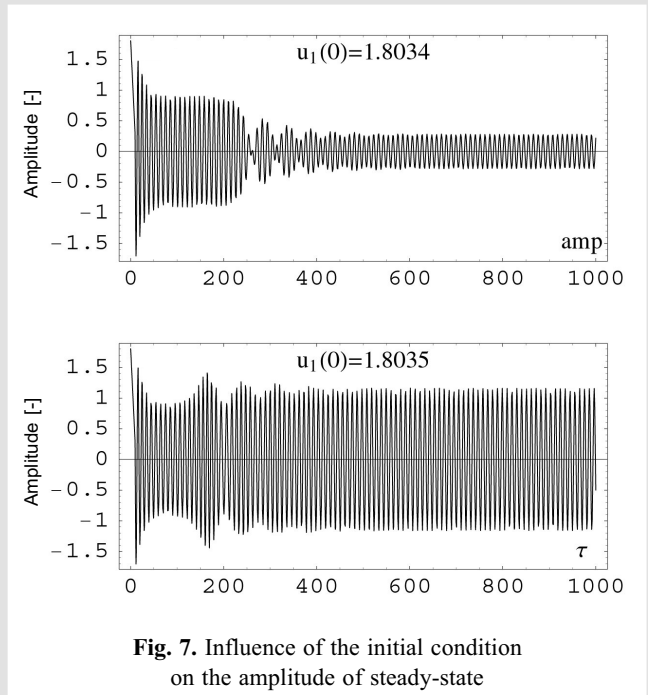 u1(0)=1.8034
Amplitude [-]
1.5
1
0.5
0
−0.5
−1
−1.5
amp
0 200 400 600 800 1000
u1(0)=1.8035
Amplitude [-]
1.5
1
0.5
0
−0.5
−1
−1.5
τ
0 200 400 600 800 1000
Fig. 7. Influence of the initial condition
on the amplitude of steady-state